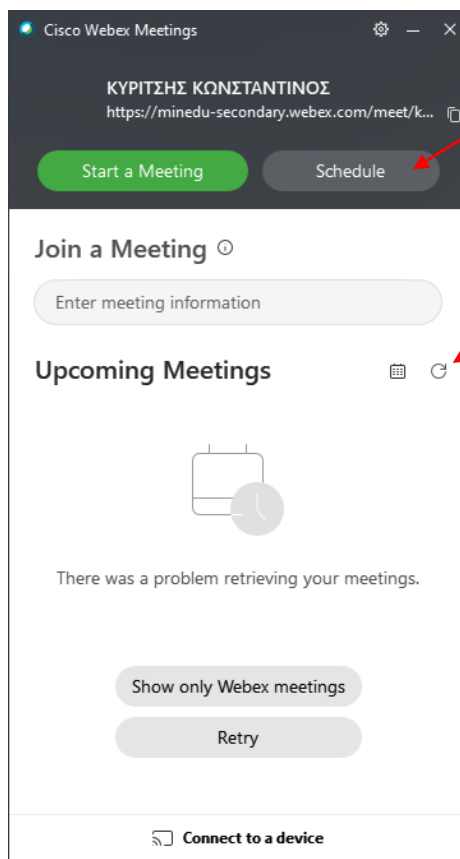 Cisco Webex Meetings
ΚΥΡΙΤΣΗΣ ΚΩΝΣΤΑΝΤΙΝΟΣ
https://minedu-secondary.webex.com/meet/k...
Start a Meeting
Schedule
Join a Meeting
Enter meeting information
Upcoming Meetings
There was a problem retrieving your meetings.
Show only Webex meetings
Retry
Connect to a device